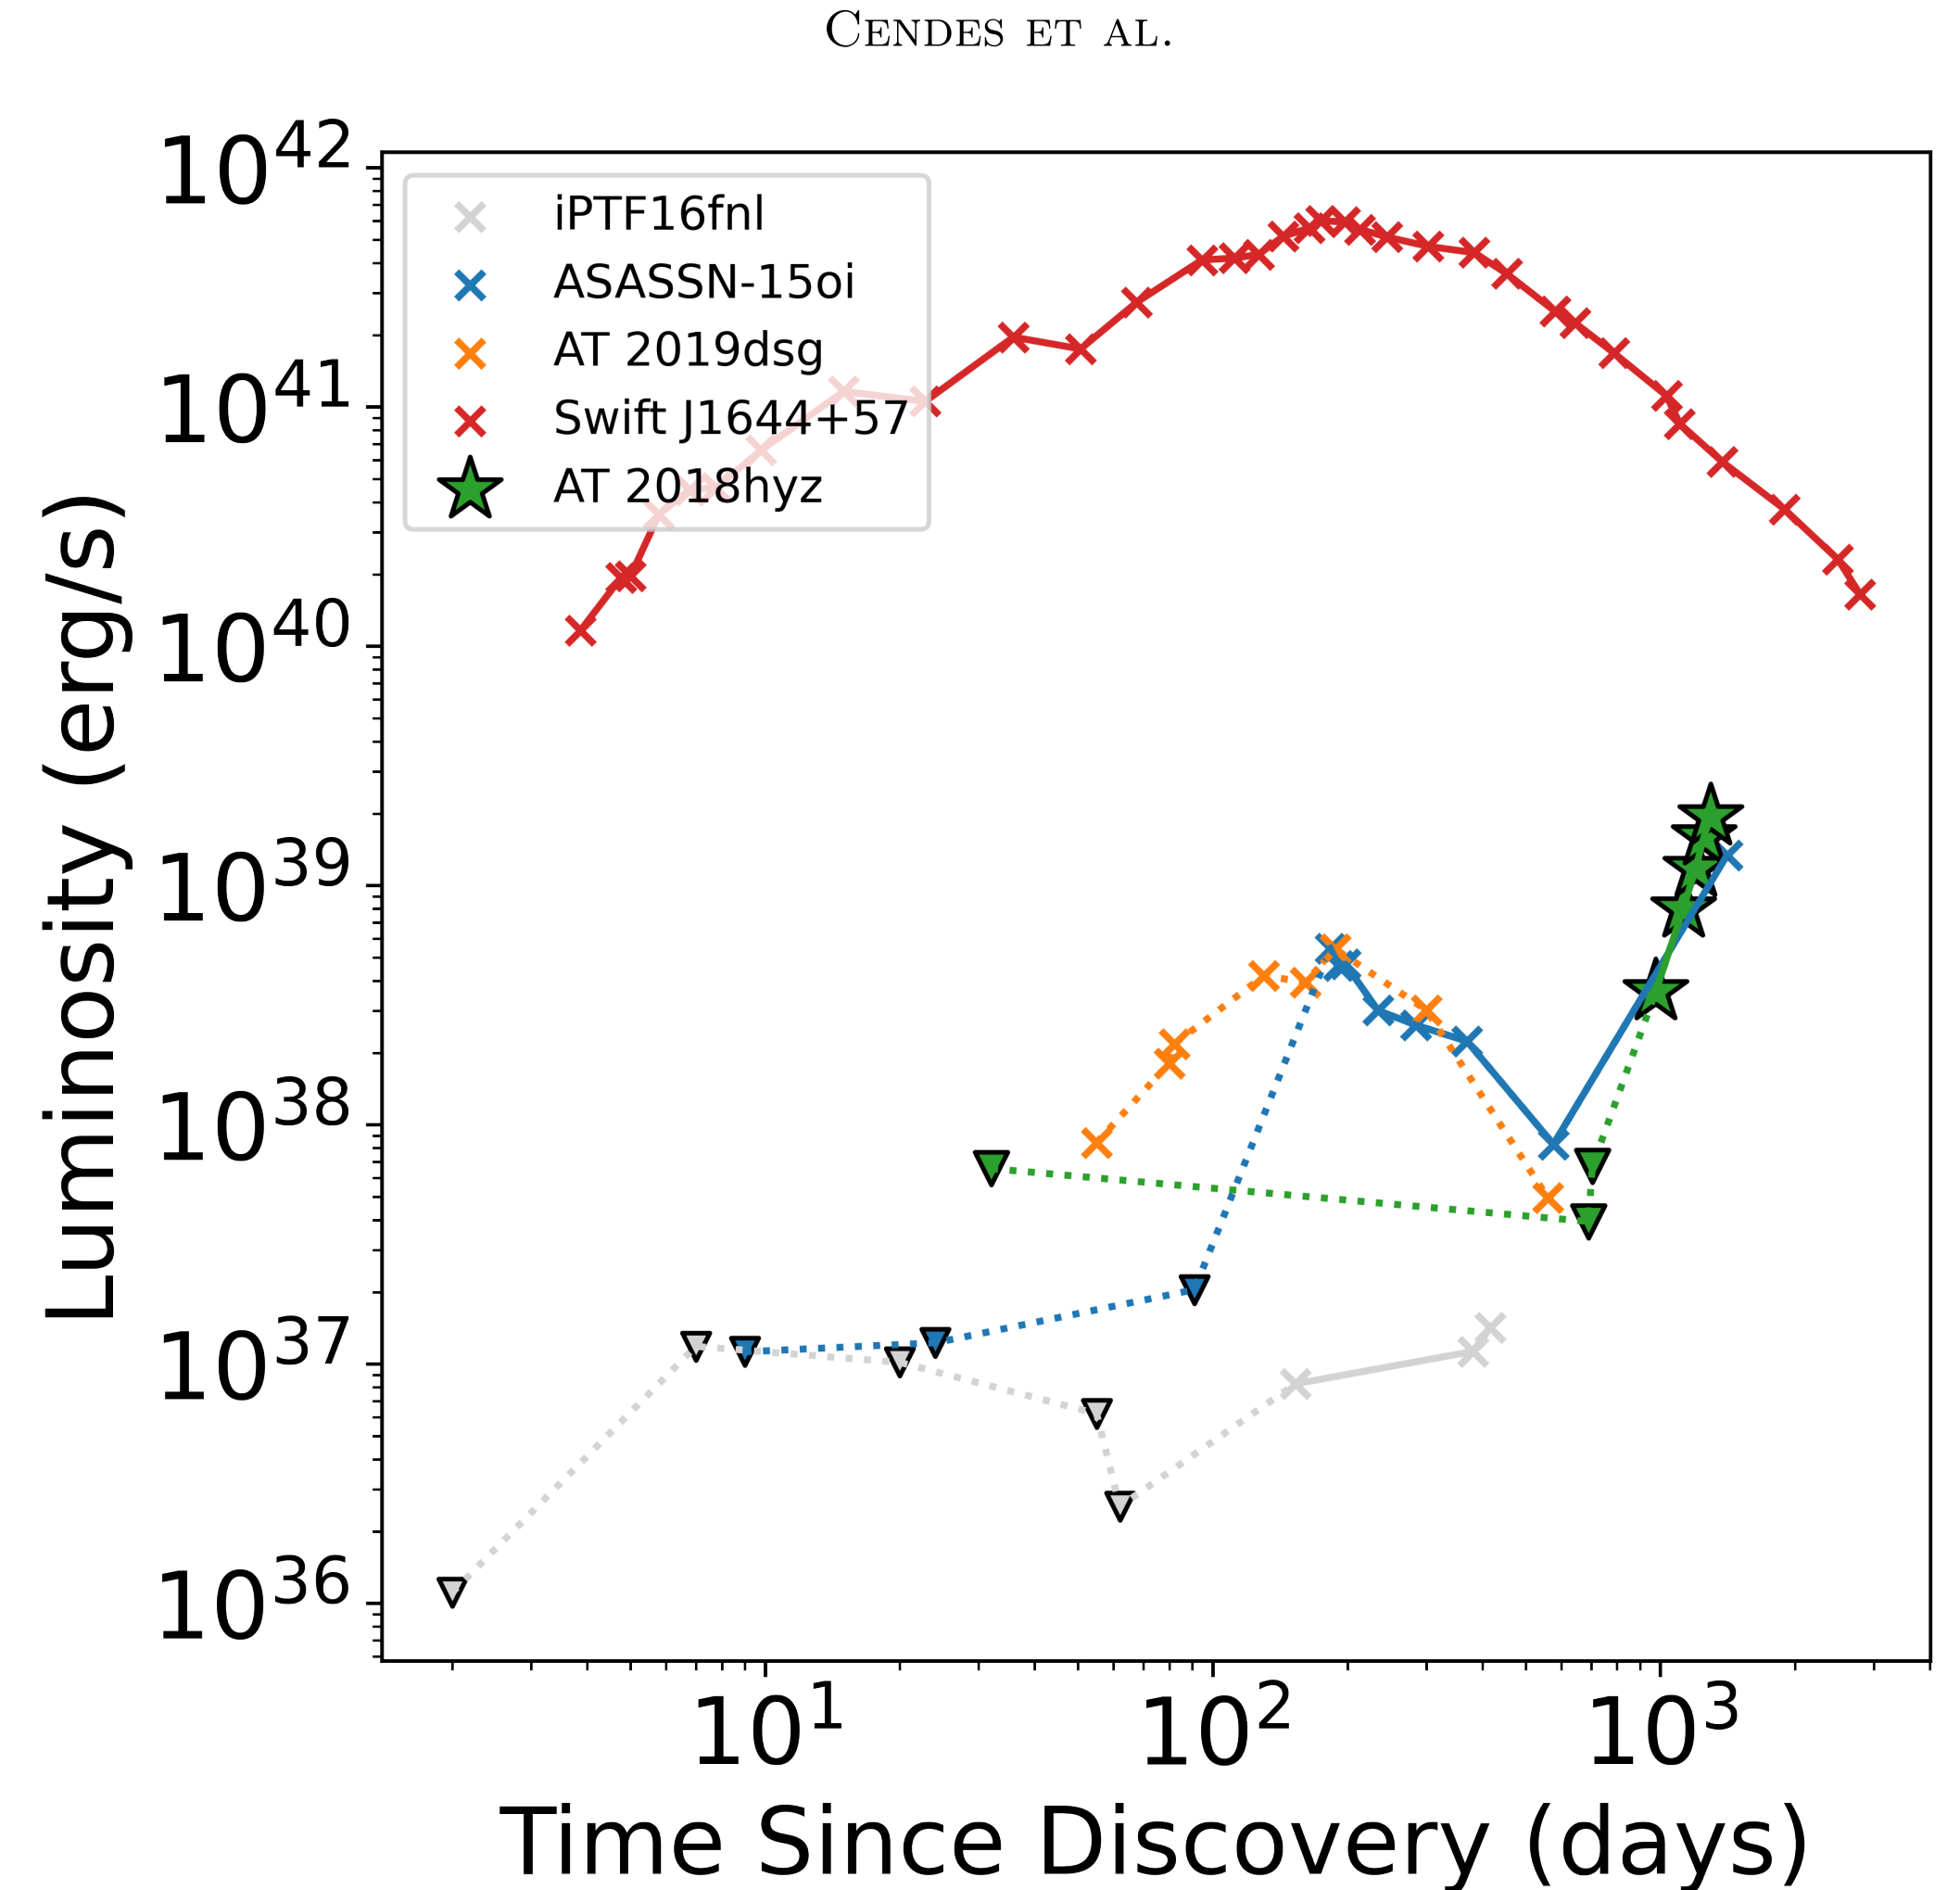 CENDES ET AL.
10^42
10^41
10^40
10^39
10^38
10^37
10^36
Luminosity (erg/s)
iPTF16fnl
ASASSN-15oi
AT 2019dsg
Swift J1644+57
AT 2018hyz
10^1 10^2 10^3
Time Since Discovery (days)